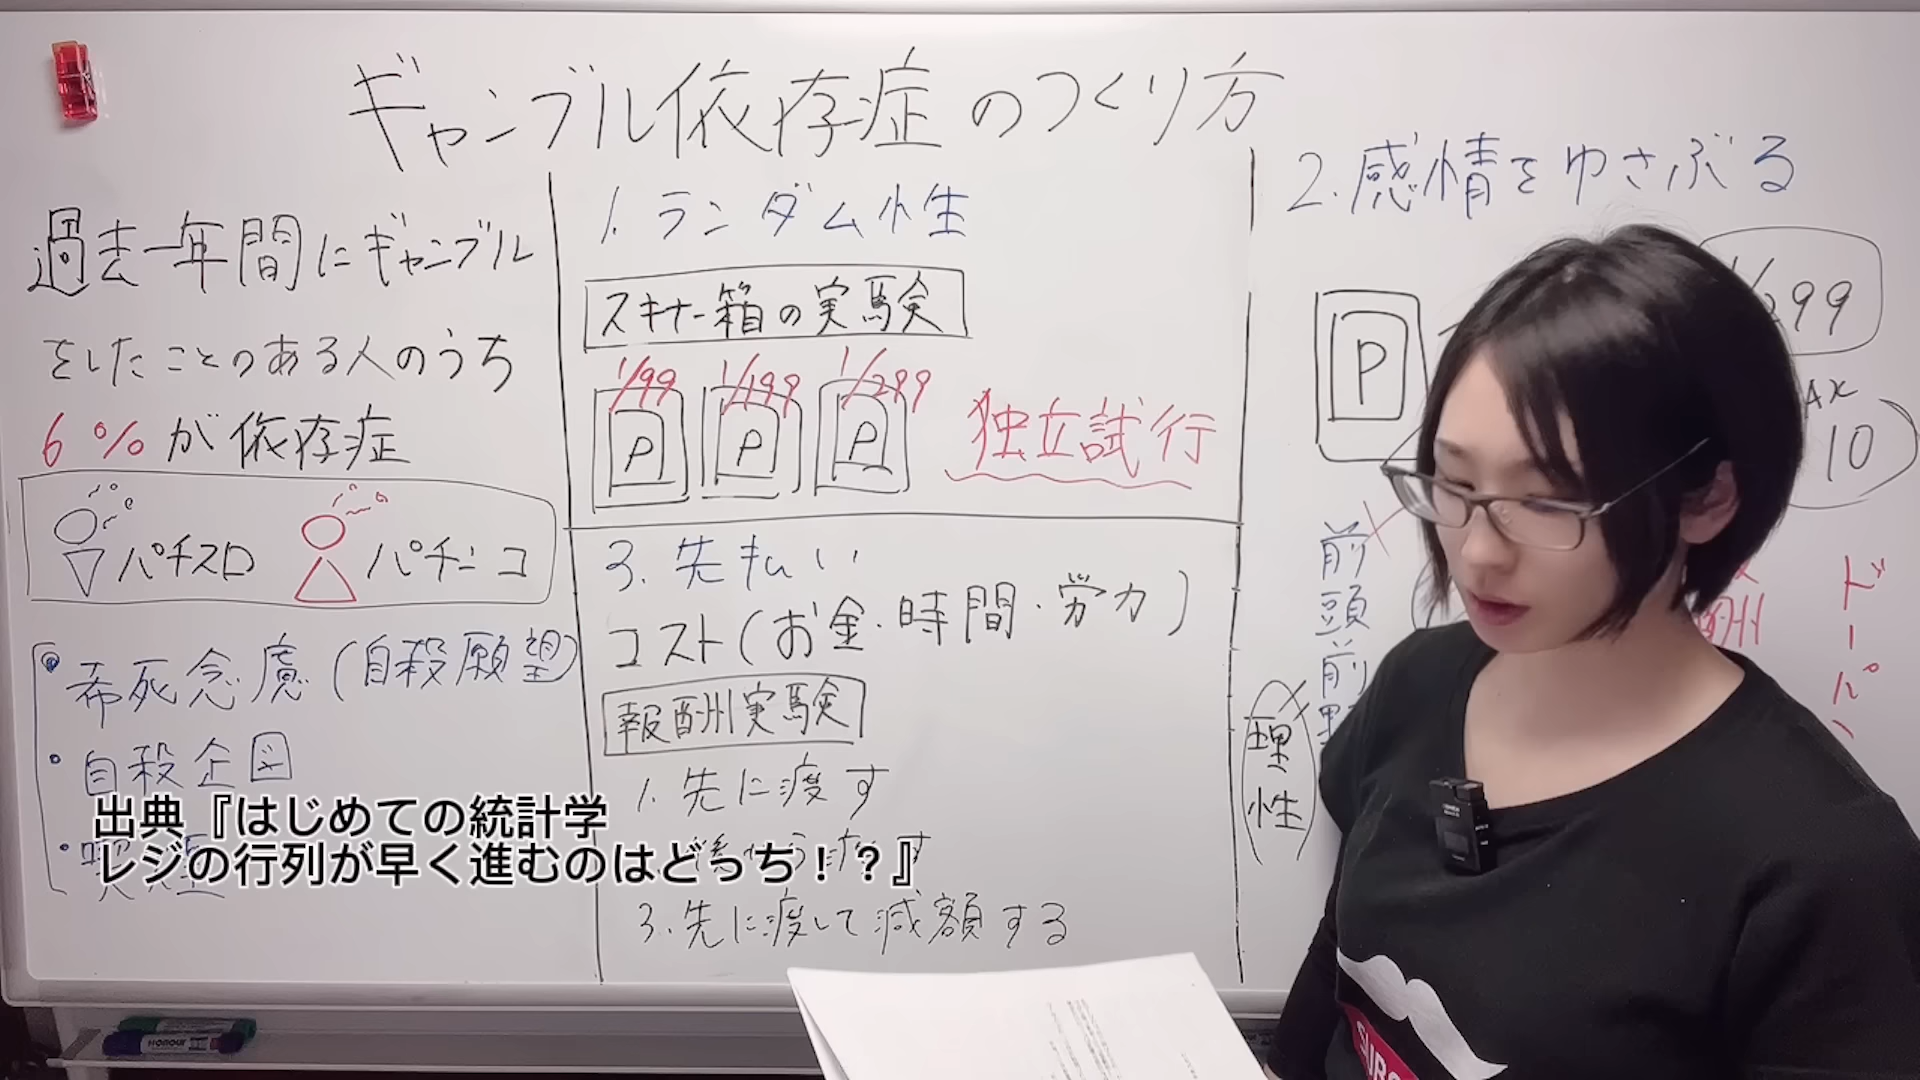 ギャンブル依存症のつくり方
過去一年間にギャンブル
をしたことのある人のうち
6%が依存症
パチスロ
パチンコ
希死念慮(自殺願望)
自殺企図
1. ランダム性
スキナー箱の実験
1/99 1/199 1/299
P P P
独立試行
3. 先払い
コスト(お金・時間・労力)
報酬実験
1. 先に渡す
3. 先に渡して減額する
2. 感情をゆさぶる
P
299
10
前頭前
理性
酬
ドーパ
出典『はじめての統計学
レジの行列が早く進むのはどっち!?』
HONOUR